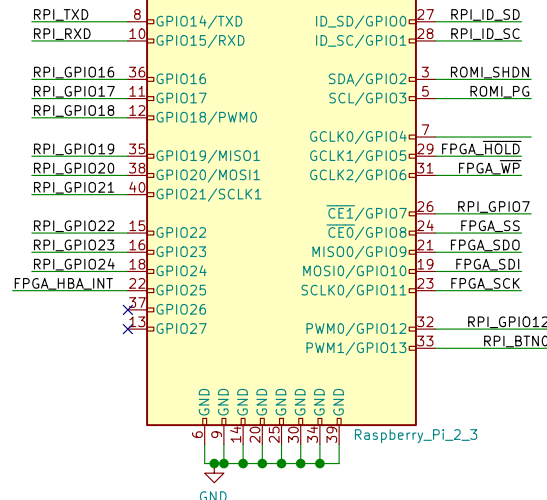 RPI_TXD 8 GPIO14/TXD ID_SD/GPIO0 27 RPI_ID_SD
RPI_RXD 10 GPIO15/RXD ID_SC/GPIO1 28 RPI_ID_SC
RPI_GPIO16 36 GPIO16 SDA/GPIO2 3 ROMI_SHDN
RPI_GPIO17 11 GPIO17 SCL/GPIO3 5 ROMI_PG
RPI_GPIO18 12 GPIO18/PWM0
GCLK0/GPIO4 7
RPI_GPIO19 35 GPIO19/MISO1 GCLK1/GPIO5 29 FPGA_HOLD
RPI_GPIO20 38 GPIO20/MOSI1 GCLK2/GPIO6 31 FPGA_WP
RPI_GPIO21 40 GPIO21/SCLK1
CE1/GPIO7 26 RPI_GPIO7
RPI_GPIO22 15 GPIO22 CE0/GPIO8 24 FPGA_SS
RPI_GPIO23 16 GPIO23 MISO0/GPIO9 21 FPGA_SDO
RPI_GPIO24 18 GPIO24 MOSI0/GPIO10 19 FPGA_SDI
FPGA_HBA_INT 22 GPIO25 SCLK0/GPIO11 23 FPGA_SCK
37 GPIO26
13 GPIO27 PWM0/GPIO12 32 RPI_GPIO12
PWM1/GPIO13 33 RPI_BTN0
GND GND GND GND GND GND GND GND
6 9 14 20 25 30 34 39
Raspberry_Pi_2_3
GND